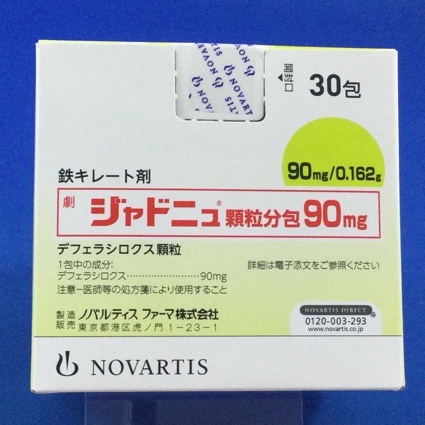 NOVARTIS
NOVART
開封口
30包
90mg/0.162g
鉄キレート剤
劇 ジャドニュ® 顆粒分包 90mg
デフェラシロクス顆粒
1包中の成分:
デフェラシロクス……………………90mg
詳細は電子添文をご参照ください
注意-医師等の処方箋により使用すること
製造販売 ノバルティス ファーマ株式会社
東京都港区虎ノ門1-23-1
NOVARTIS DIRECT
0120-003-293
www.novartis.co.jp
NOVARTIS